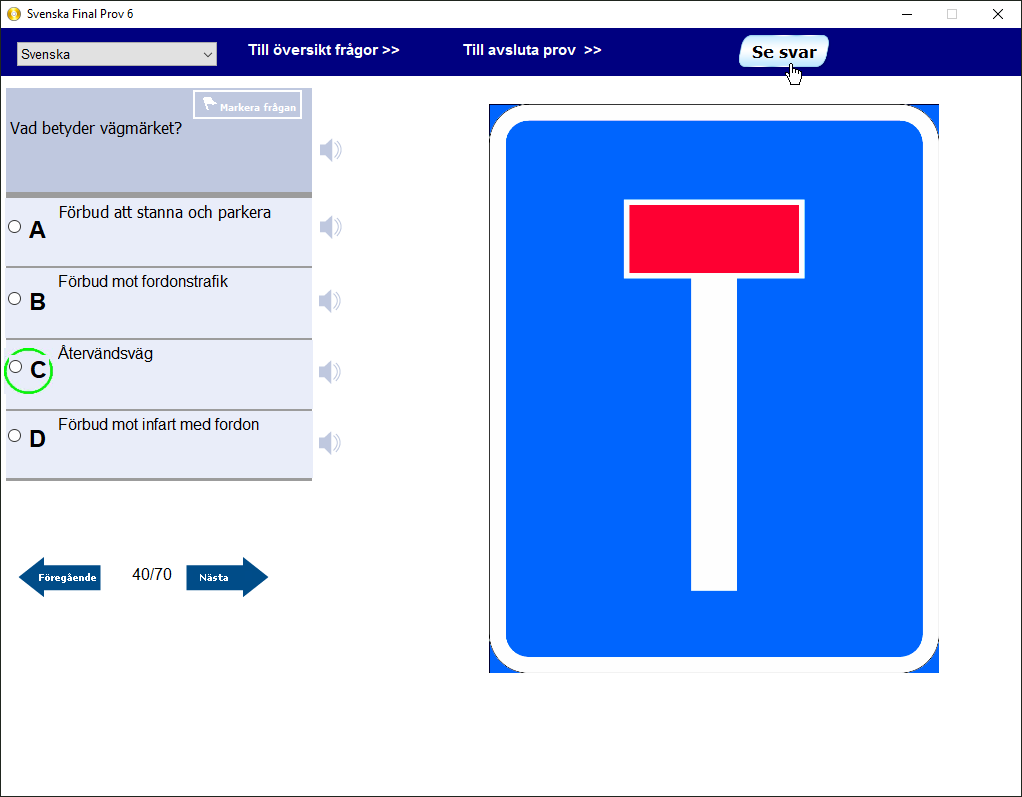 Svenska Final Prov 6
Svenska
Till översikt frågor >>
Till avsluta prov >>
Se svar
Markera frågan
Vad betyder vägmärket?
A
Förbud att stanna och parkera
B
Förbud mot fordonstrafik
C
Återvändsväg
D
Förbud mot infart med fordon
Föregående
40/70
Nästa